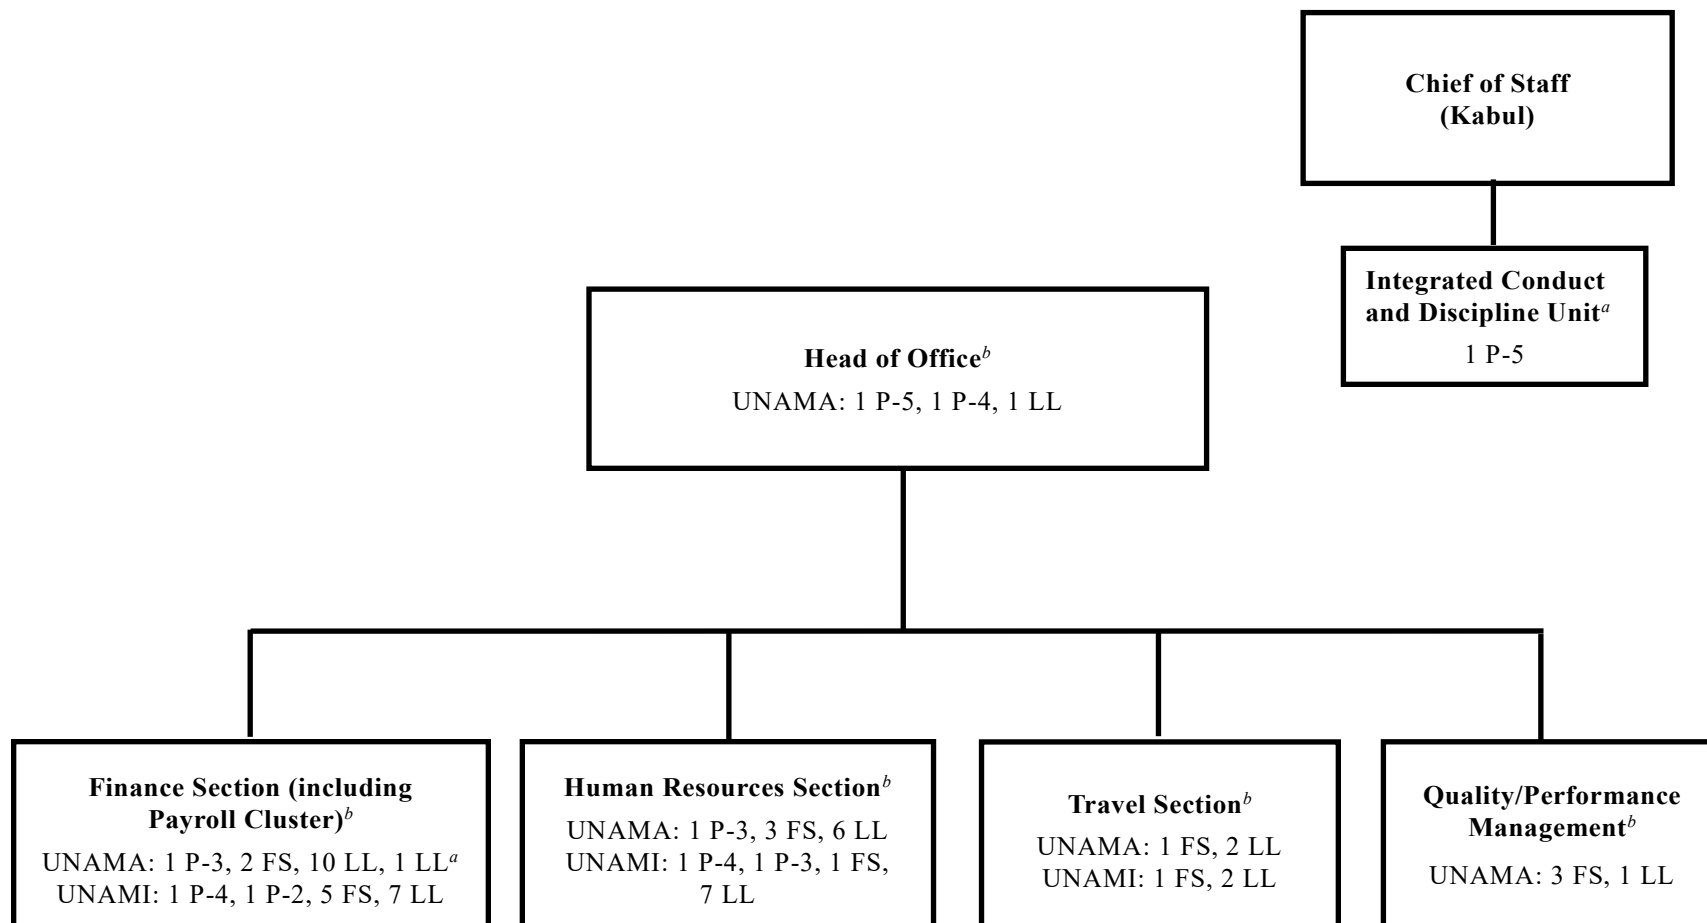 Chief of Staff
(Kabul)
Integrated Conduct
and Discipline Unitᵃ
1 P-5
Head of Officeᵇ
UNAMA: 1 P-5, 1 P-4, 1 LL
Finance Section (including
Payroll Cluster)ᵇ
UNAMA: 1 P-3, 2 FS, 10 LL, 1 LLᵃ
UNAMI: 1 P-4, 1 P-2, 5 FS, 7 LL
Human Resources Sectionᵇ
UNAMA: 1 P-3, 3 FS, 6 LL
UNAMI: 1 P-4, 1 P-3, 1 FS,
7 LL
Travel Sectionᵇ
UNAMA: 1 FS, 2 LL
UNAMI: 1 FS, 2 LL
Quality/Performance
Managementᵇ
UNAMA: 3 FS, 1 LL